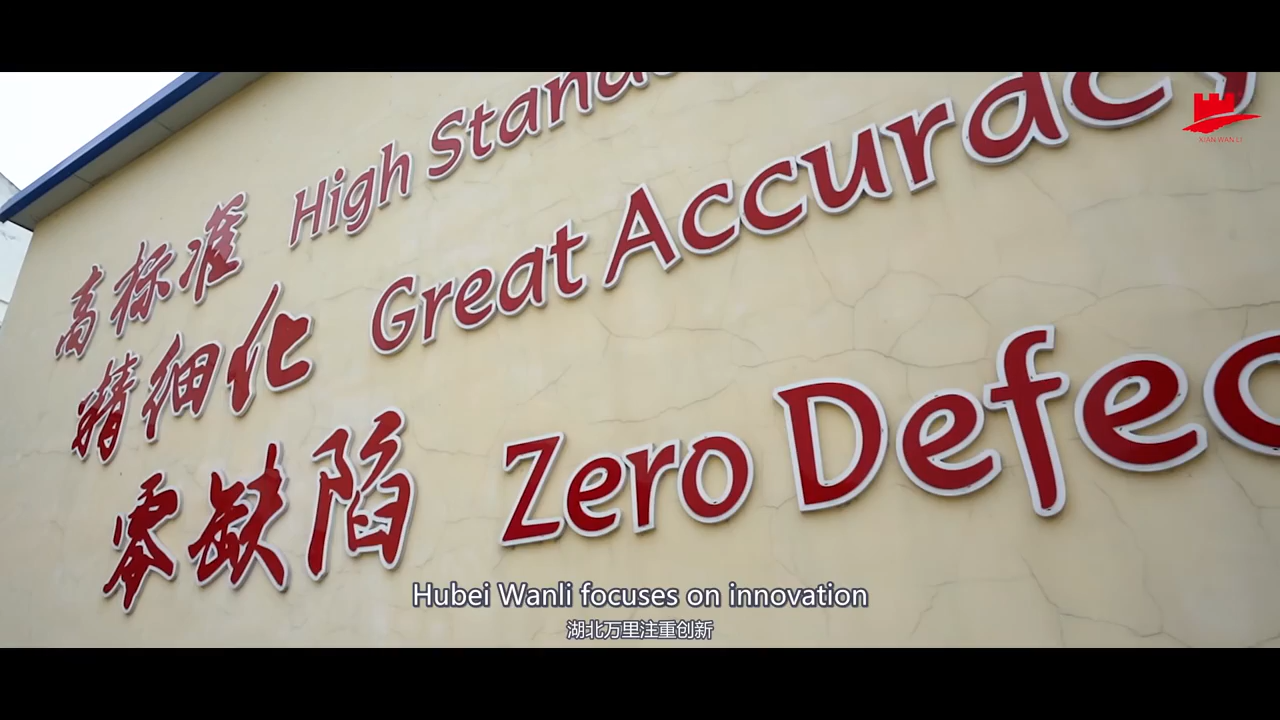 高标准 High Standa
精细化 Great Accuracy
零缺陷 Zero Defec
Hubei Wanli focuses on innovation
湖北万里注重创新